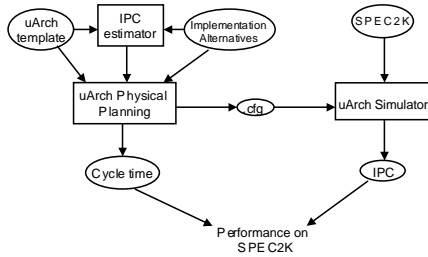 uArch
template
IPC
estimator
Implementation
Alternatives
SPEC2K
uArch Physical
Planning
.cfg
uArch Simulator
Cycle time
IPC
Performance on
SPEC2K